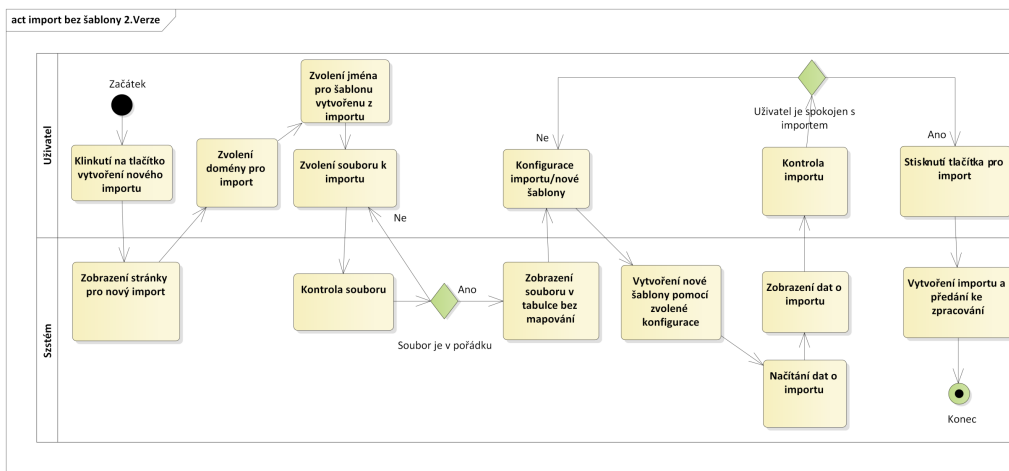 act import bez šablony 2.Verze
Uživatel
Začátek
Klinkutí na tlačítko
vytvoření nového
importu
Zvolení
domény pro
import
Zvolení jména
pro šablonu
vytvořenu z
importu
Zvolení souboru k
importu
Ne
Ne
Konfigurace
importu/nové
šablony
Uživatel je spokojen s
importem
Kontrola
importu
Ano
Stisknutí tlačítka pro
import
Szstém
Zobrazení stránky
pro nový import
Kontrola souboru
Soubor je v pořádku
Ano
Zobrazení
souboru v
tabulce bez
mapování
Vytvoření nové
šablony pomocí
zvolené
konfigurace
Zobrazení dat o
importu
Načítání dat o
importu
Vytvoření importu a
předání ke
zpracování
Konec